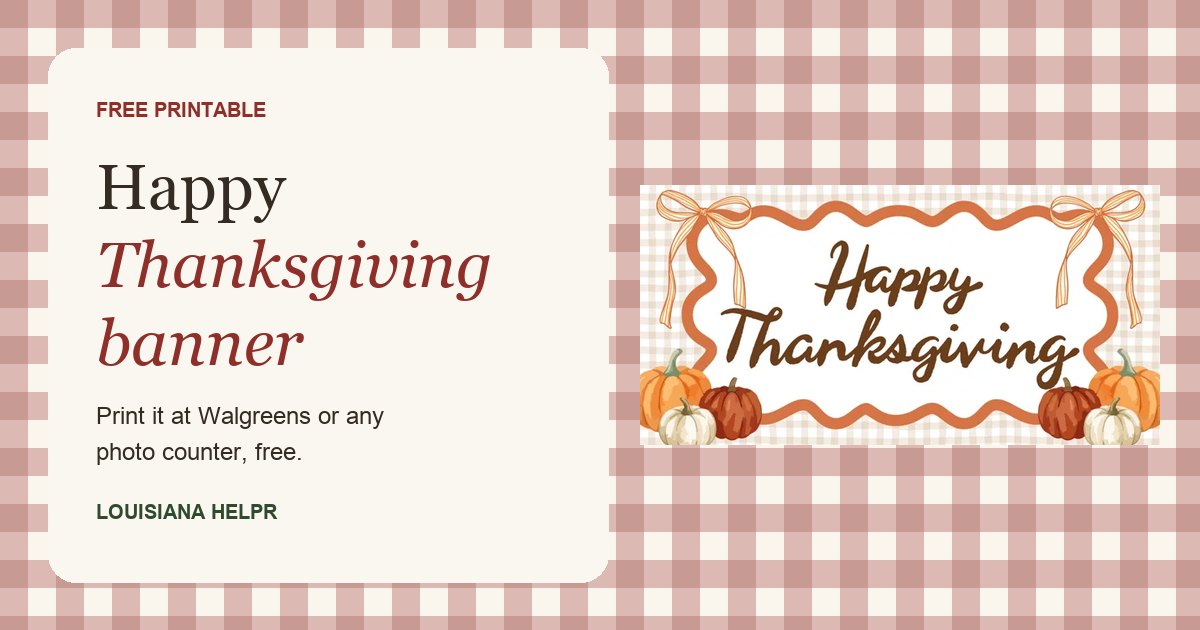 FREE PRINTABLE
Happy
Thanksgiving
banner
Print it at Walgreens or any
photo counter, free.
LOUISIANA HELPR
Happy
Thanksgiving